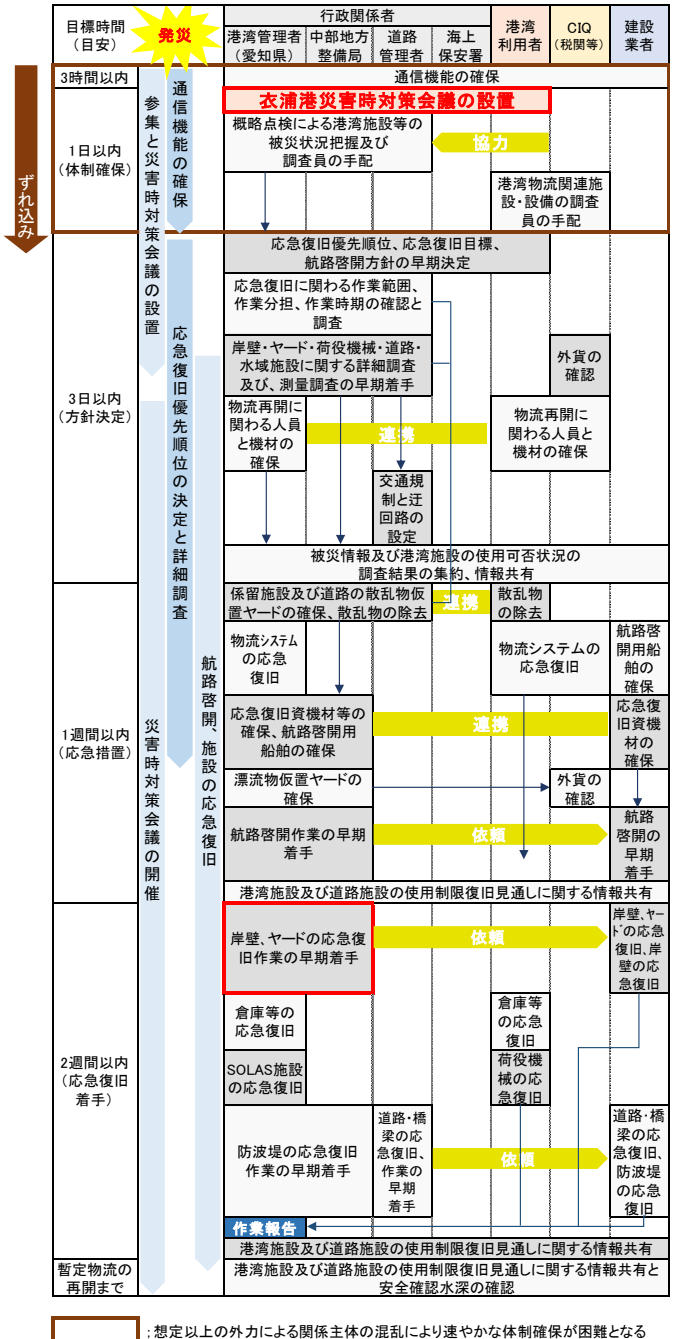 目標時間
(目安)
発災
行政関係者
港湾管理者
(愛知県)
中部地方
整備局
道路
管理者
海上
保安署
港湾
利用者
CIQ
(税関等)
建設
業者
ずれ込み
3時間以内
通信機能の確保
参集と災害時対策会議の設置
通信機能の確保
衣浦港災害時対策会議の設置
1日以内
(体制確保)
概略点検による港湾施設等の
被災状況把握及び
調査員の手配
協力
港湾物流関連施
設・設備の調査
員の手配
応急復旧優先順位の決定と詳細調査
応急復旧優先順位、応急復旧目標、
航路啓開方針の早期決定
応急復旧に関わる作業範囲、
作業分担、作業時期の確認と
調査
3日以内
(方針決定)
岸壁・ヤード・荷役機械・道路・
水域施設に関する詳細調査
及び、測量調査の早期着手
外貨の
確認
物流再開に
関わる人員
と機材の
確保
連携
物流再開に
関わる人員と
機材の確保
交通規
制と迂
回路の
設定
被災情報及び港湾施設の使用可否状況の
調査結果の集約、情報共有
災害時対策会議の開催
航路啓開、施設の応急復旧
1週間以内
(応急措置)
係留施設及び道路の散乱物仮
置ヤードの確保、散乱物の除去
連携
散乱物
の除去
物流システム
の応急
復旧
物流システムの
応急復旧
航路啓
開用船
舶の
確保
応急復旧資機材等の
確保、航路啓開用
船舶の確保
連携
応急復
旧資機
材の
確保
漂流物仮置ヤードの
確保
外貨の
確認
航路啓開作業の早期
着手
依頼
航路
啓開の
早期
着手
港湾施設及び道路施設の使用制限復旧見通しに関する情報共有
2週間以内
(応急復旧
着手)
岸壁、ヤードの応急復
旧作業の早期着手
依頼
岸壁、ヤー
ドの応急
復旧、岸
壁の応
急復旧
倉庫等の
応急復旧
倉庫等
の応急
復旧
SOLAS施設
の応急復旧
荷役機
械の応
急復旧
防波堤の応急復旧
作業の早期着手
道路・橋
梁の応
急復旧、
作業の
早期
着手
依頼
道路・橋
梁の応
急復旧、
防波堤
の応急
復旧
作業報告
港湾施設及び道路施設の使用制限復旧見通しに関する情報共有
暫定物流の
再開まで
港湾施設及び道路施設の使用制限復旧見通しに関する情報共有と
安全確認水深の確認
:想定以上の外力による関係主体の混乱により速やかな体制確保が困難となる